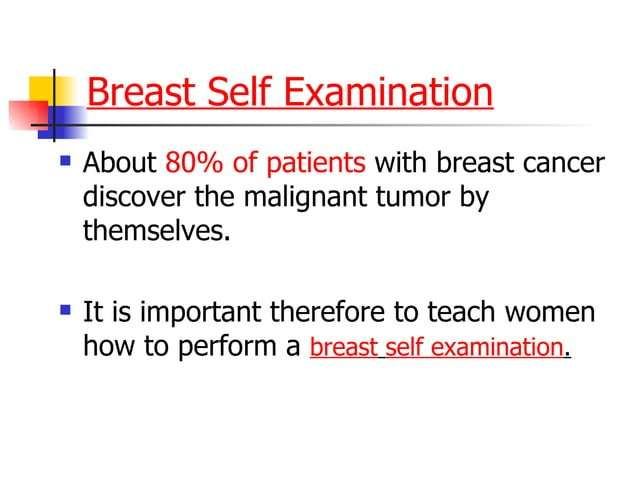 Breast Self Examination
About 80% of patients with breast cancer
discover the malignant tumor by
themselves.
It is important therefore to teach women
how to perform a breast self examination.